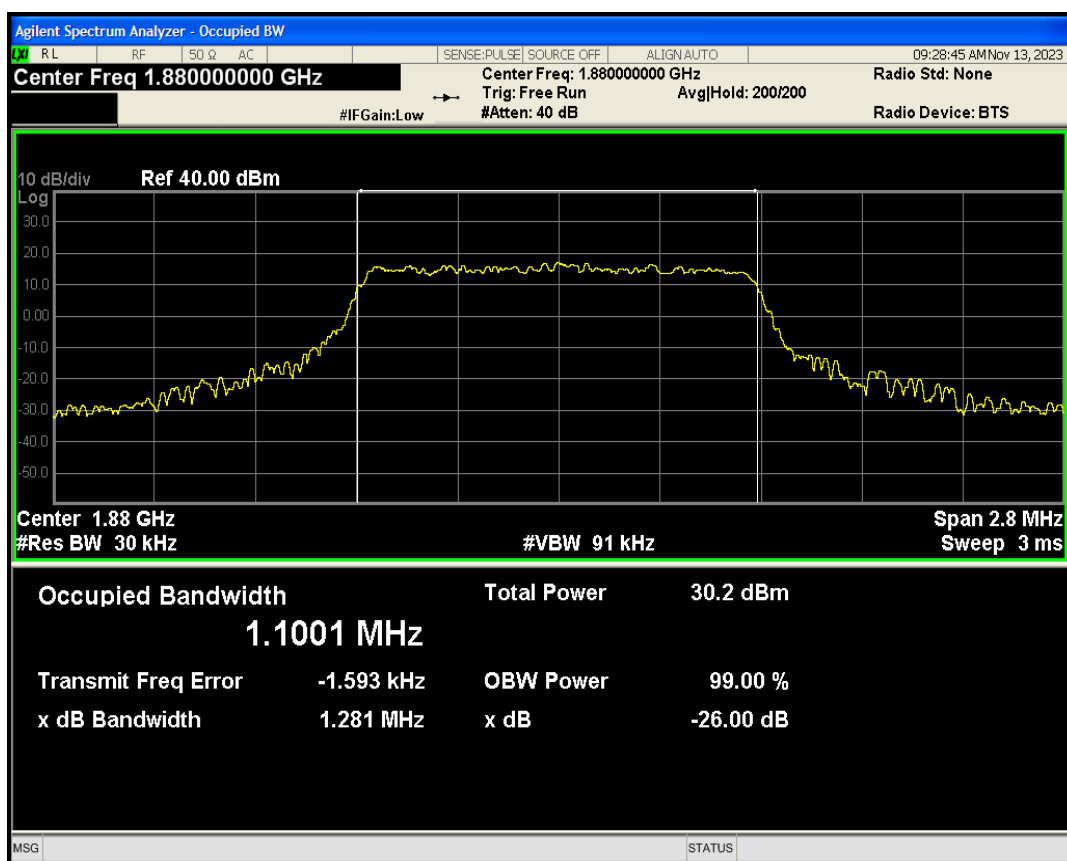 Agilent Spectrum Analyzer - Occupied BW
LXI RL RF 50 Ω AC SENSE:PULSE SOURCE OFF ALIGN AUTO 09:28:45 AM Nov 13, 2023
Center Freq 1.880000000 GHz
Center Freq: 1.880000000 GHz
Radio Std: None
Trig: Free Run Avg|Hold: 200/200
#IFGain:Low #Atten: 40 dB Radio Device: BTS
10 dB/div Ref 40.00 dBm
Log
30.0
20.0
10.0
0.00
-10.0
-20.0
-30.0
-40.0
-50.0
Center 1.88 GHz Span 2.8 MHz
#Res BW 30 kHz #VBW 91 kHz Sweep 3 ms
Occupied Bandwidth Total Power 30.2 dBm
1.1001 MHz
Transmit Freq Error -1.593 kHz OBW Power 99.00 %
x dB Bandwidth 1.281 MHz x dB -26.00 dB
MSG STATUS